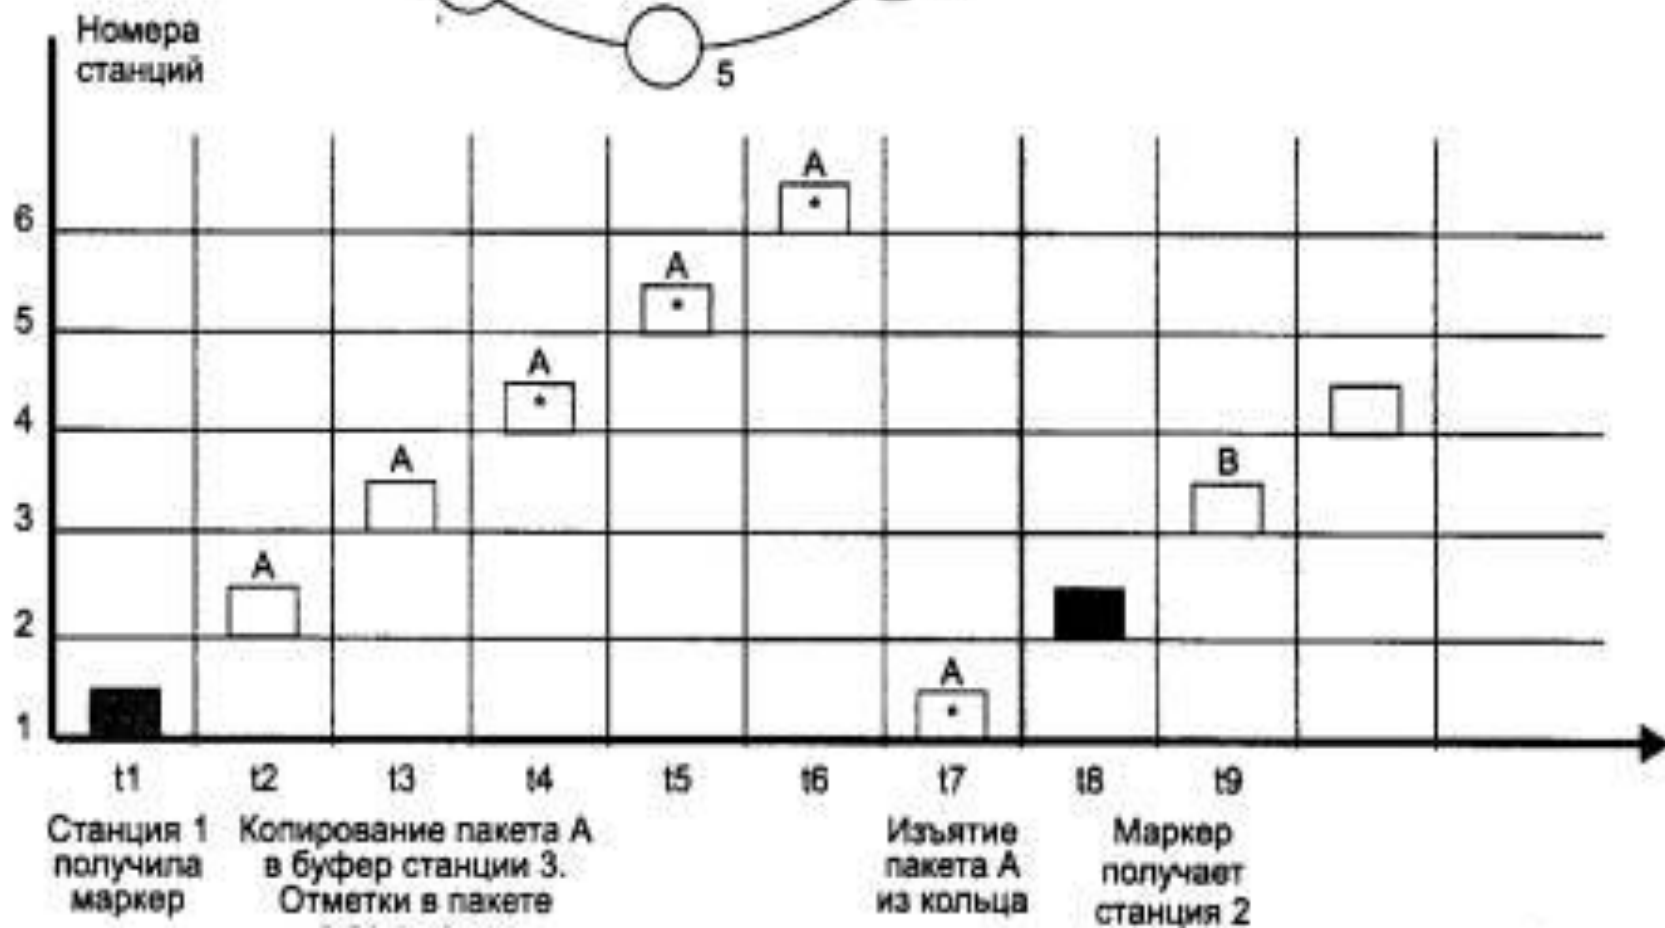 Номера
станций
5
A
6
A
5
A
4
A
B
3
A
2
A
1
t1 t2 t3 t4 t5 t6 t7 t8 t9
Станция 1
получила
маркер
Копирование пакета А
в буфер станции 3.
Отметки в пакете
Изъятие
пакета А
из кольца
Маркер
получает
станция 2